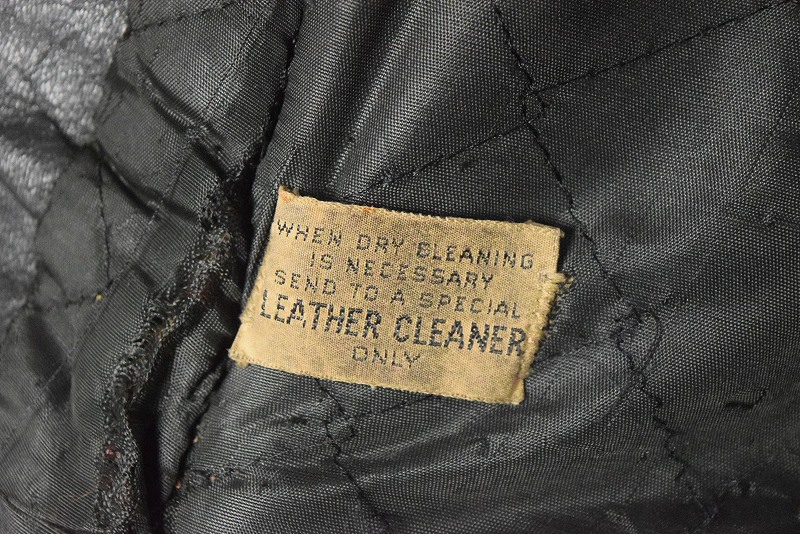 WHEN DRY CLEANING
IS NECESSARY
SEND TO A SPECIAL
LEATHER CLEANER
ONLY